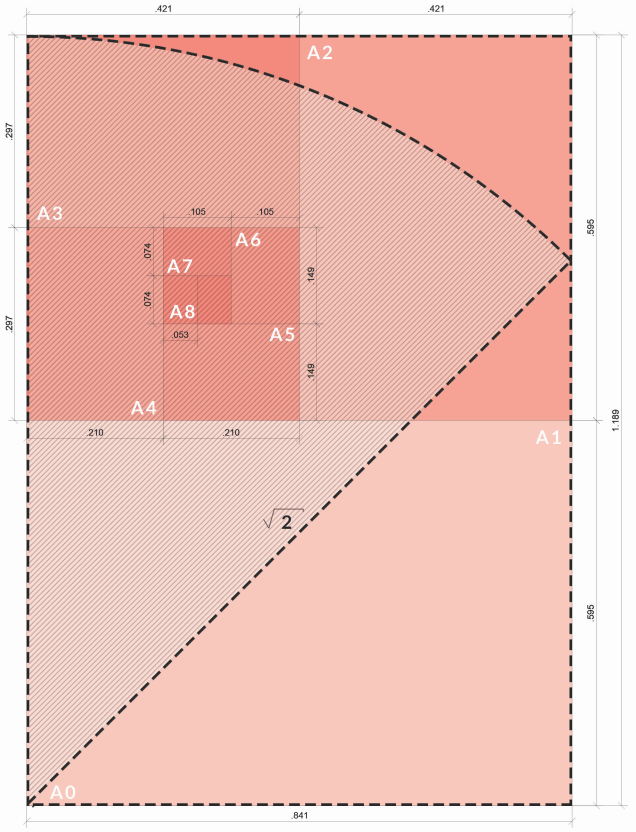 .421 .421
A2
.297
A3
.105 .105
A6
.595
.074
A7
149
.074
A8
.297
.053
A5
149
A4
.210 .210
A1
1.189
√2
.595
A0
.841